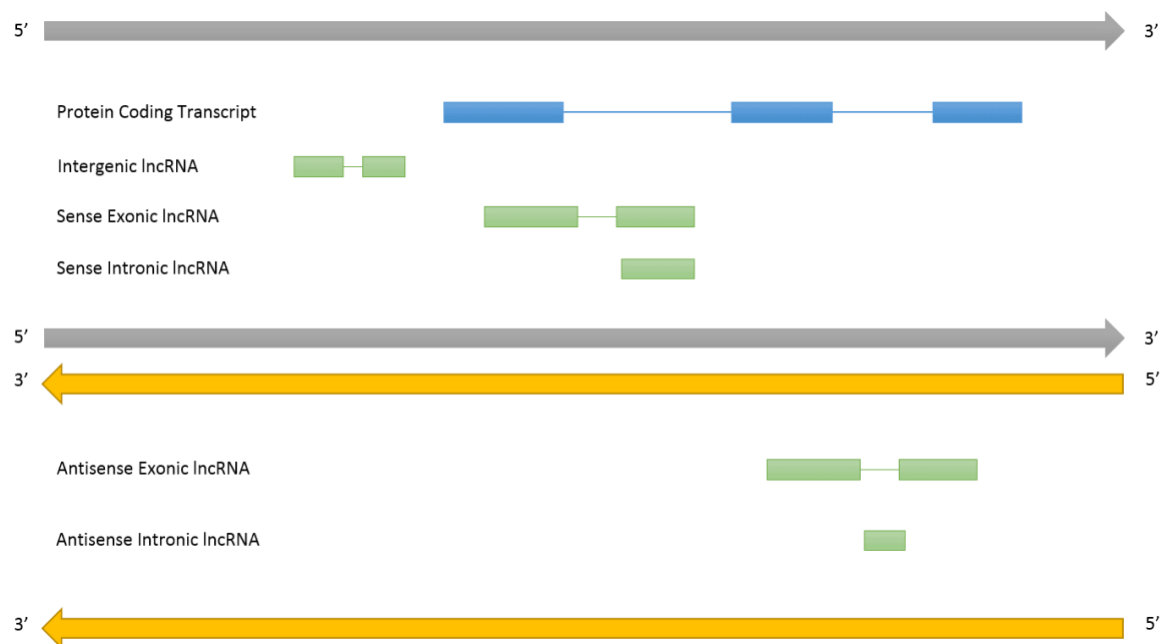 5’ 3’
Protein Coding Transcript
Intergenic lncRNA
Sense Exonic lncRNA
Sense Intronic lncRNA
5’ 3’
3’ 5’
Antisense Exonic lncRNA
Antisense Intronic lncRNA
3’ 5’